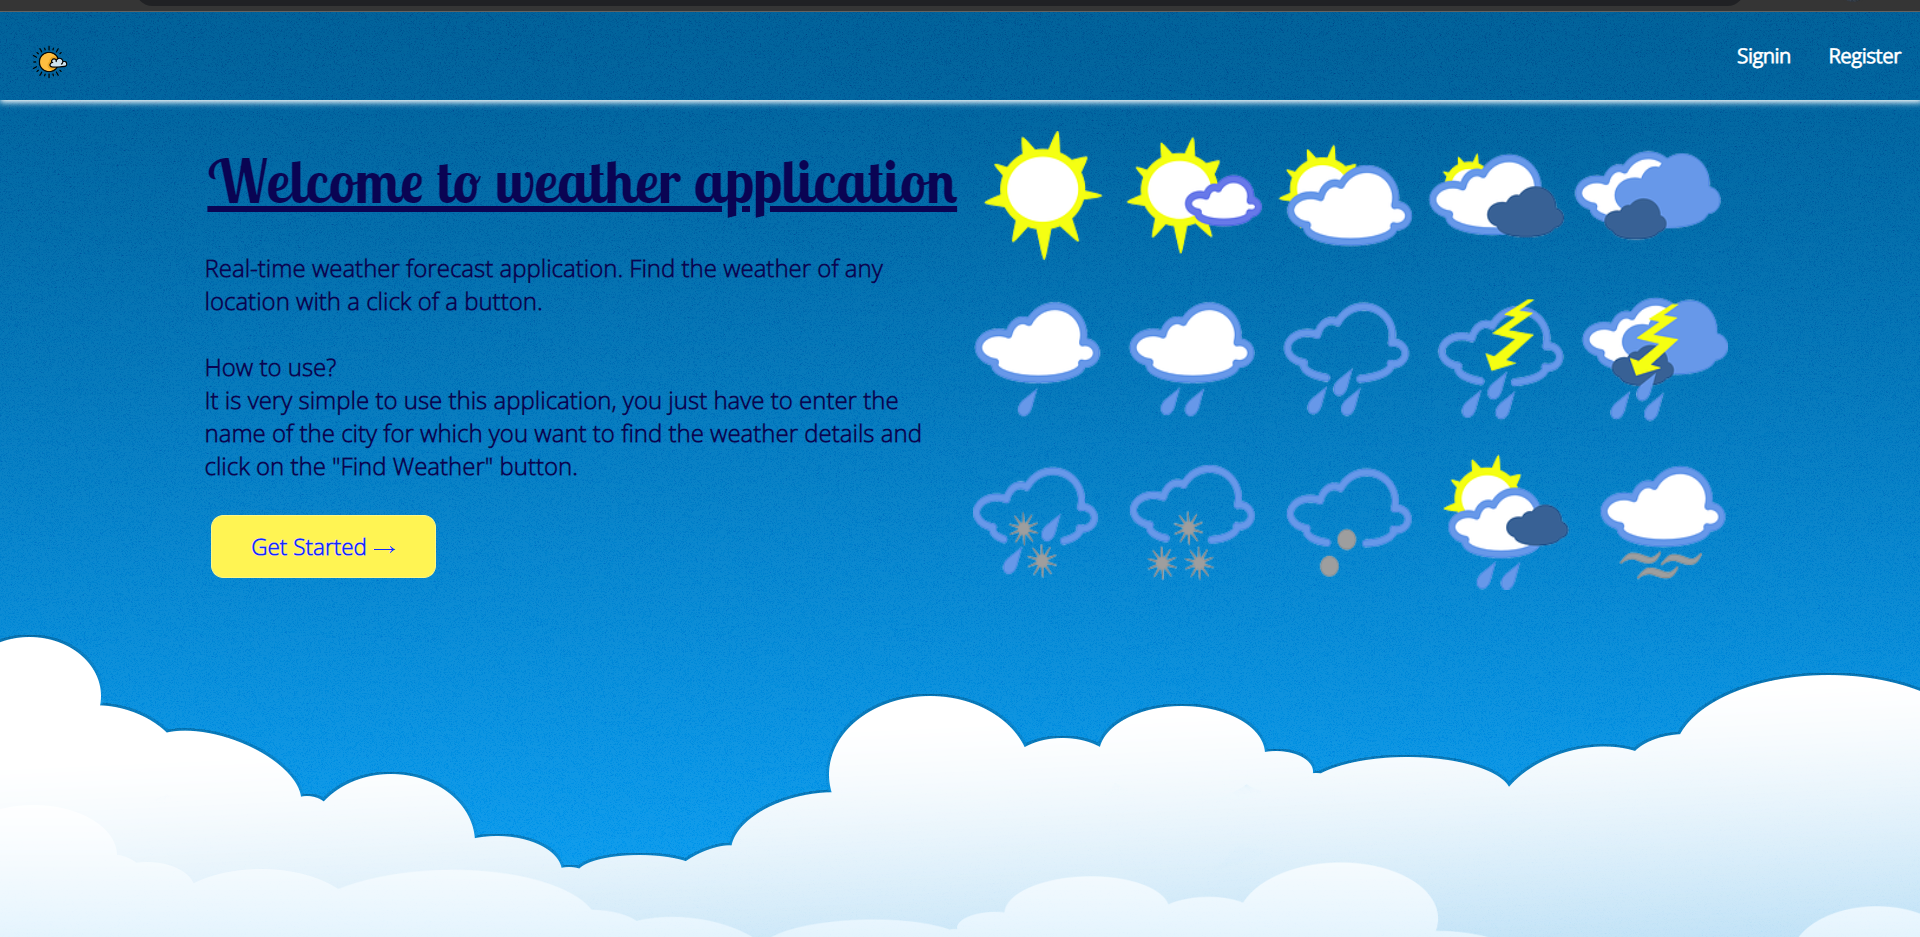 Signin Register
Welcome to weather application
Real-time weather forecast application. Find the weather of any
location with a click of a button.
How to use?
It is very simple to use this application, you just have to enter the
name of the city for which you want to find the weather details and
click on the "Find Weather" button.
Get Started →